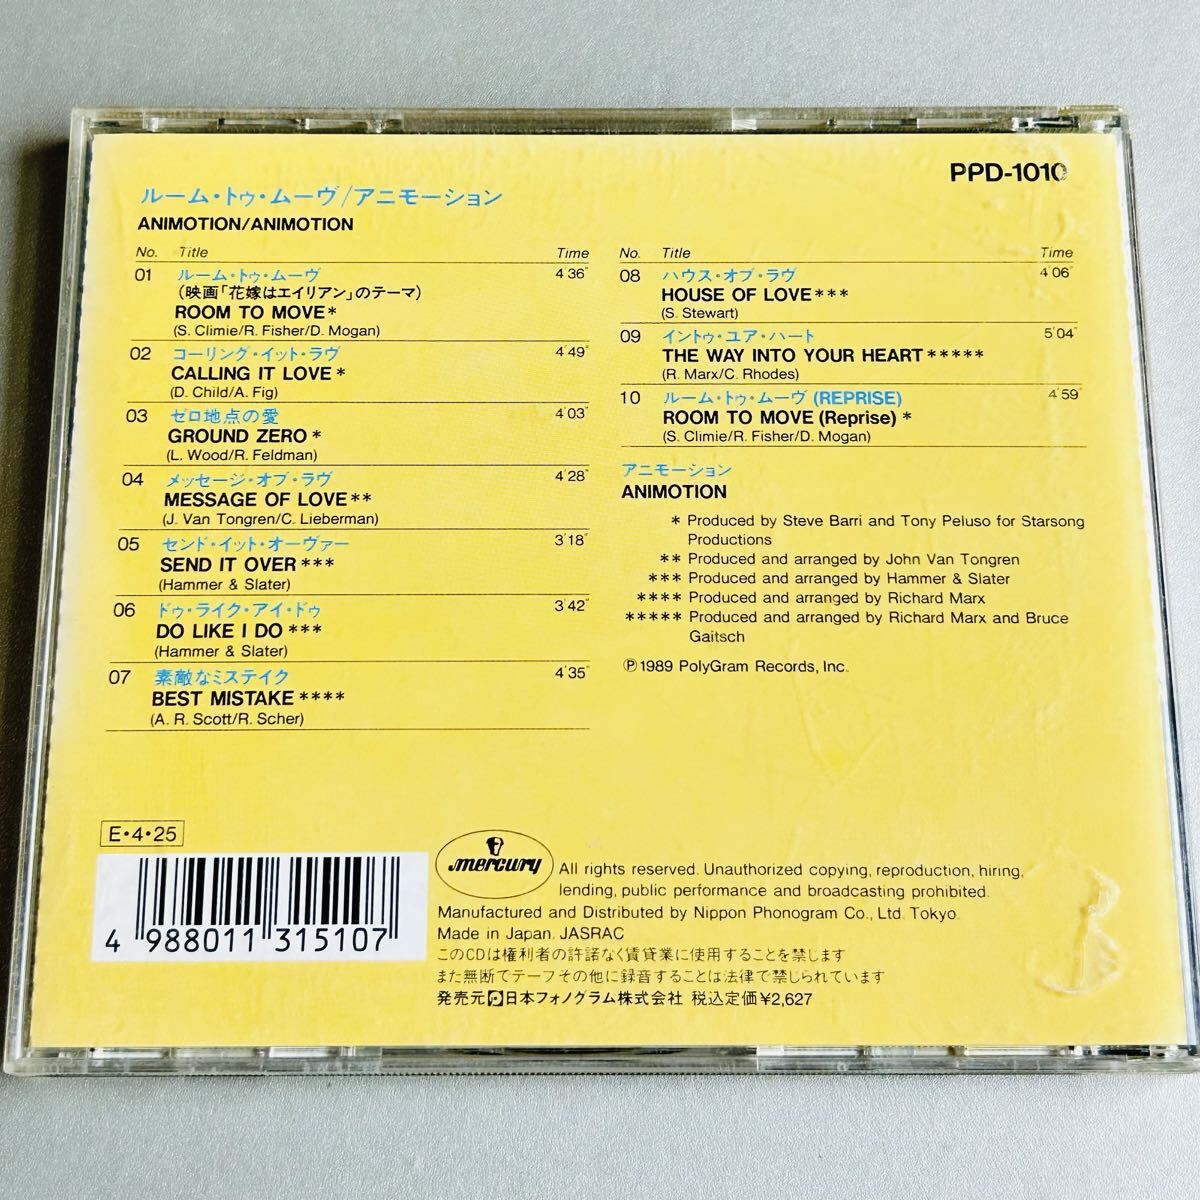 PPD-1010
ルーム・トゥ・ムーヴ/アニモーション
ANIMOTION/ANIMOTION
No. Title Time
01 ルーム・トゥ・ムーヴ 4'36"
(映画「花嫁はエイリアン」のテーマ)
ROOM TO MOVE*
(S. Climie/R. Fisher/D. Mogan)
02 コーリング・イット・ラヴ 4'49"
CALLING IT LOVE*
(D. Child/A. Fig)
03 ゼロ地点の愛 4'03"
GROUND ZERO*
(L. Wood/R. Feldman)
04 メッセージ・オブ・ラヴ 4'28"
MESSAGE OF LOVE**
(J. Van Tongren/C. Lieberman)
05 センド・イット・オーヴァー 3'18"
SEND IT OVER***
(Hammer & Slater)
06 ドゥ・ライク・アイ・ドゥ 3'42"
DO LIKE I DO***
(Hammer & Slater)
07 素敵なミステイク 4'35"
BEST MISTAKE****
(A. R. Scott/R. Scher)
No. Title Time
08 ハウス・オブ・ラヴ 4'06"
HOUSE OF LOVE***
(S. Stewart)
09 イントゥ・ユア・ハート 5'04"
THE WAY INTO YOUR HEART*****
(R. Marx/C. Rhodes)
10 ルーム・トゥ・ムーヴ (REPRISE) 4'59"
ROOM TO MOVE (Reprise)*
(S. Climie/R. Fisher/D. Mogan)
アニモーション
ANIMOTION
* Produced by Steve Barri and Tony Peluso for Starsong
Productions
** Produced and arranged by John Van Tongren
*** Produced and arranged by Hammer & Slater
**** Produced and arranged by Richard Marx
***** Produced and arranged by Richard Marx and Bruce
Gaitsch
Ⓟ1989 PolyGram Records, Inc.
E・4・25
4 988011 315107
mercury
All rights reserved. Unauthorized copying, reproduction, hiring,
lending, public performance and broadcasting prohibited.
Manufactured and Distributed by Nippon Phonogram Co., Ltd. Tokyo.
Made in Japan. JASRAC
このCDは権利者の許諾なく賃貸業に使用することを禁じます
また無断でテープその他に録音することは法律で禁じられています
発売元 日本フォノグラム株式会社 税込定価¥2,627